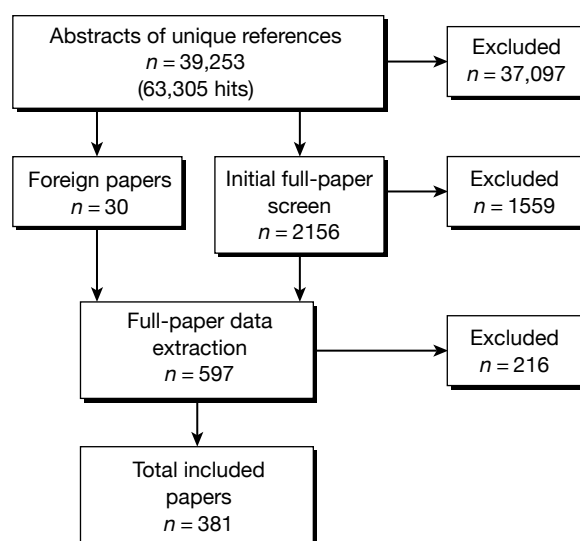 Abstracts of unique references
n = 39,253
(63,305 hits)
Excluded
n = 37,097
Foreign papers
n = 30
Initial full-paper
screen
n = 2156
Excluded
n = 1559
Full-paper data
extraction
n = 597
Excluded
n = 216
Total included
papers
n = 381